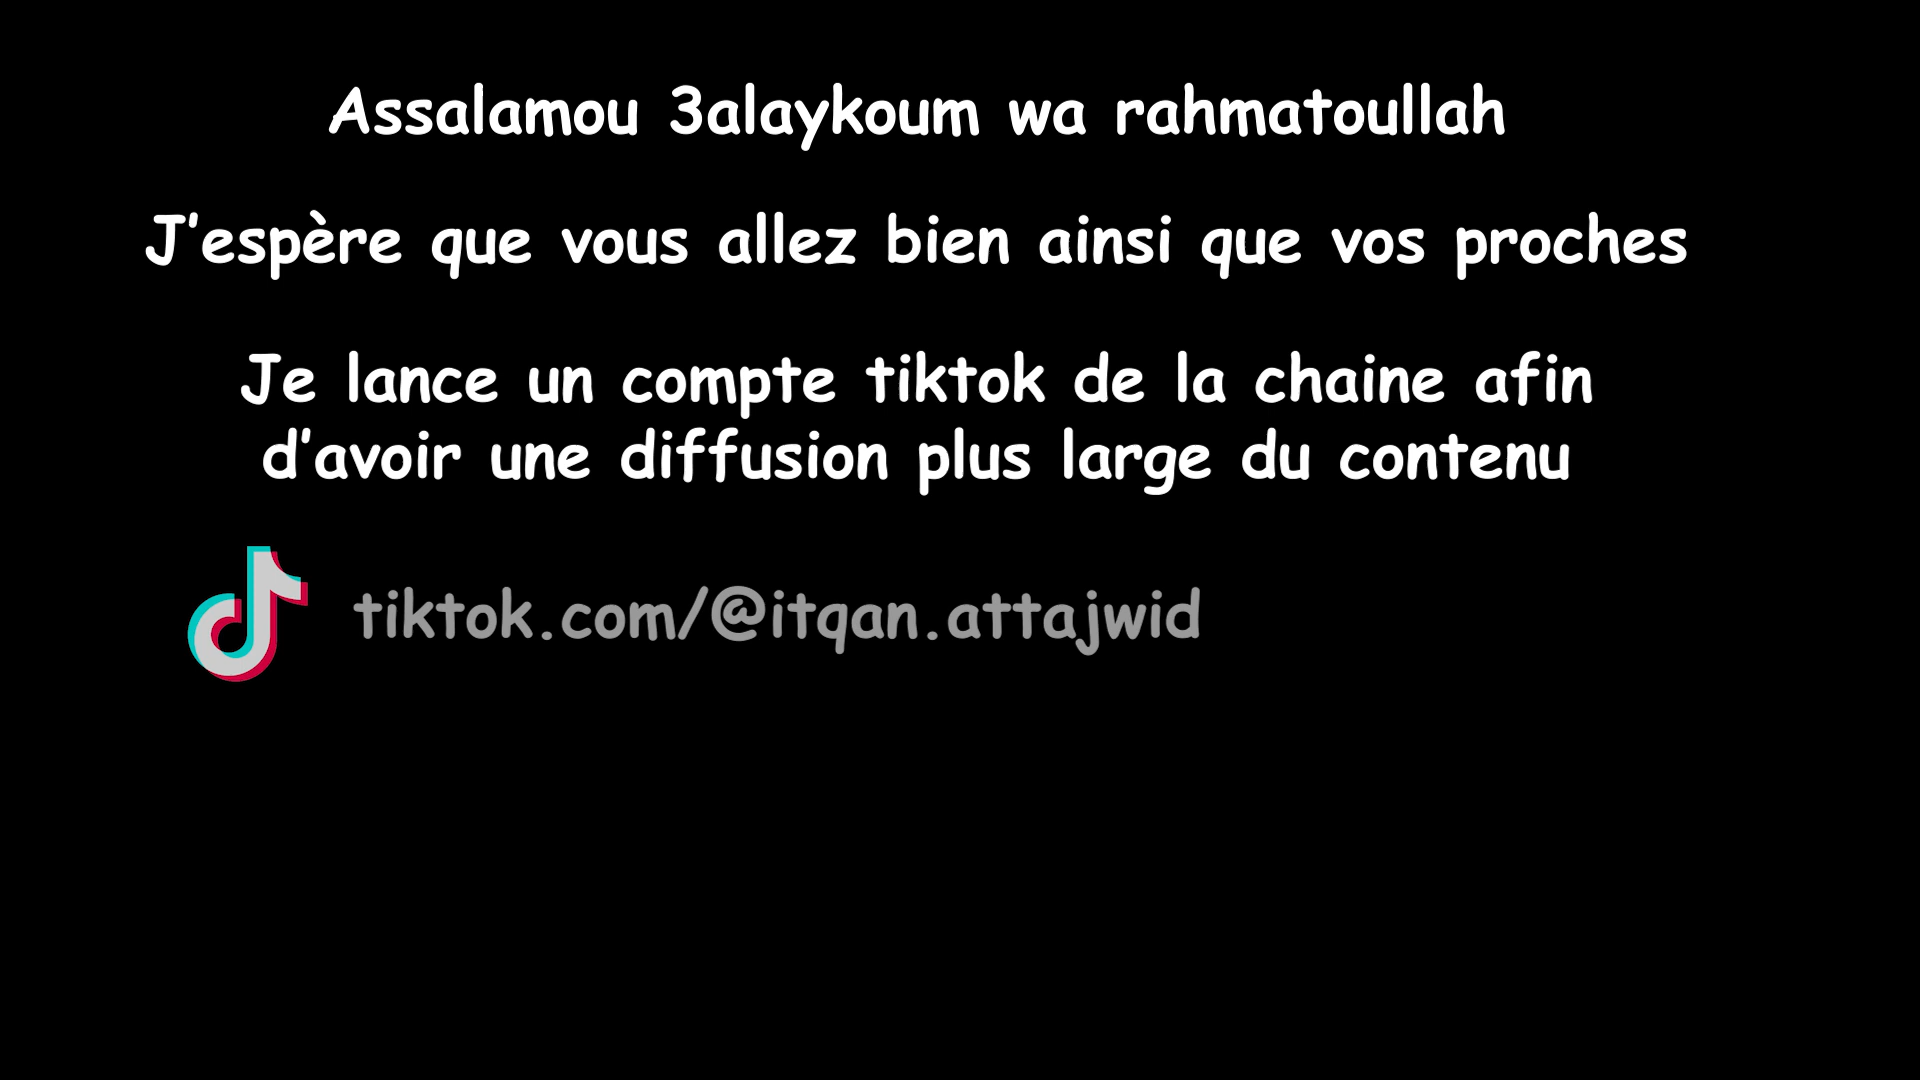 Assalamou 3alaykoum wa rahmatoullah
J’espère que vous allez bien ainsi que vos proches
Je lance un compte tiktok de la chaine afin
d’avoir une diffusion plus large du contenu
tiktok.com/@itqan.attajwid